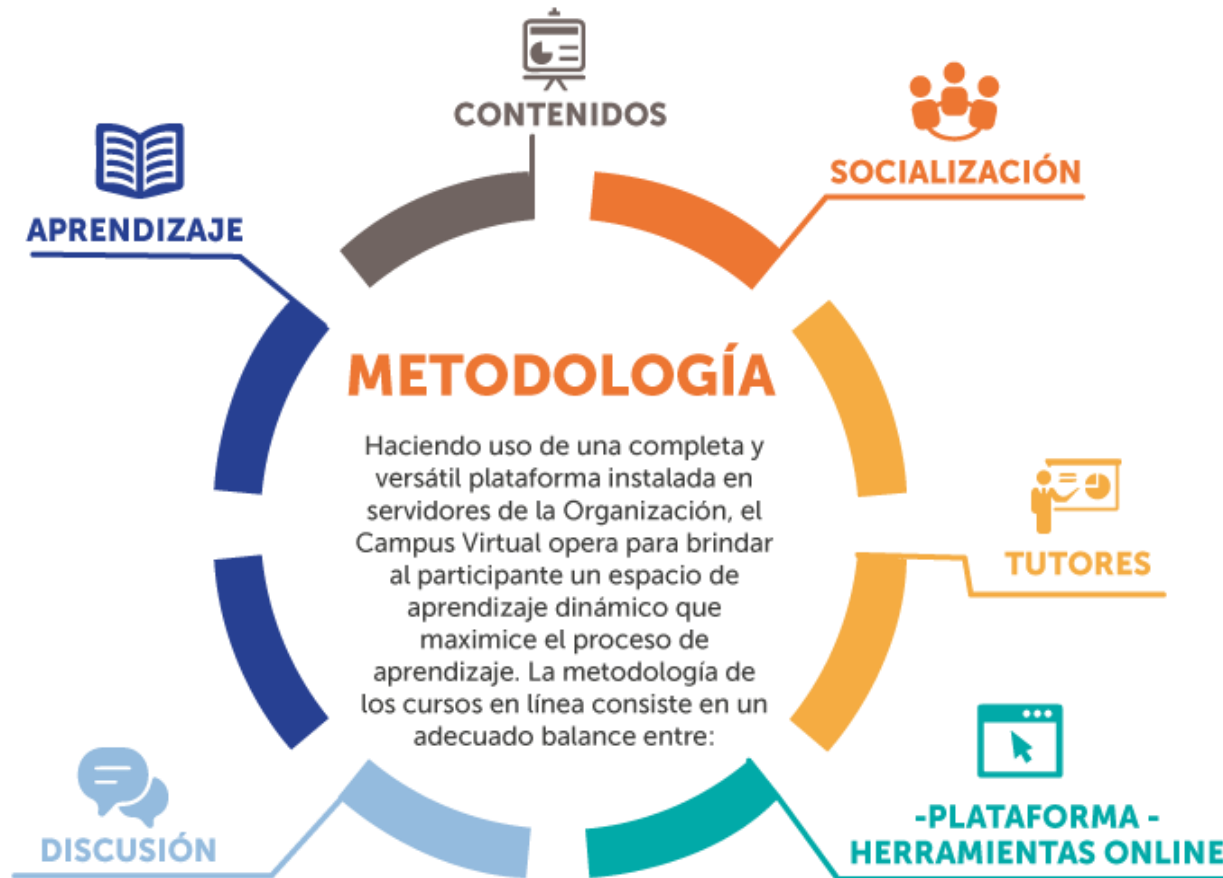 CONTENIDOS
SOCIALIZACIÓN
APRENDIZAJE
METODOLOGÍA
Haciendo uso de una completa y
versátil plataforma instalada en
servidores de la Organización, el
Campus Virtual opera para brindar
al participante un espacio de
aprendizaje dinámico que
maximice el proceso de
aprendizaje. La metodología de
los cursos en línea consiste en un
adecuado balance entre:
TUTORES
DISCUSIÓN
-PLATAFORMA -
HERRAMIENTAS ONLINE